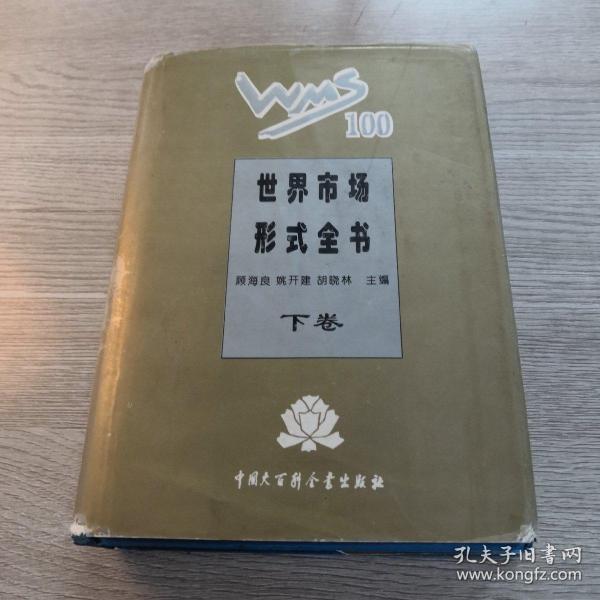 WMS
100
世界市场
形式全书
顾海良 姚开建 胡晓林 主编
下卷
中国大百科全书出版社
孔夫子旧书网
www.kongfz.com